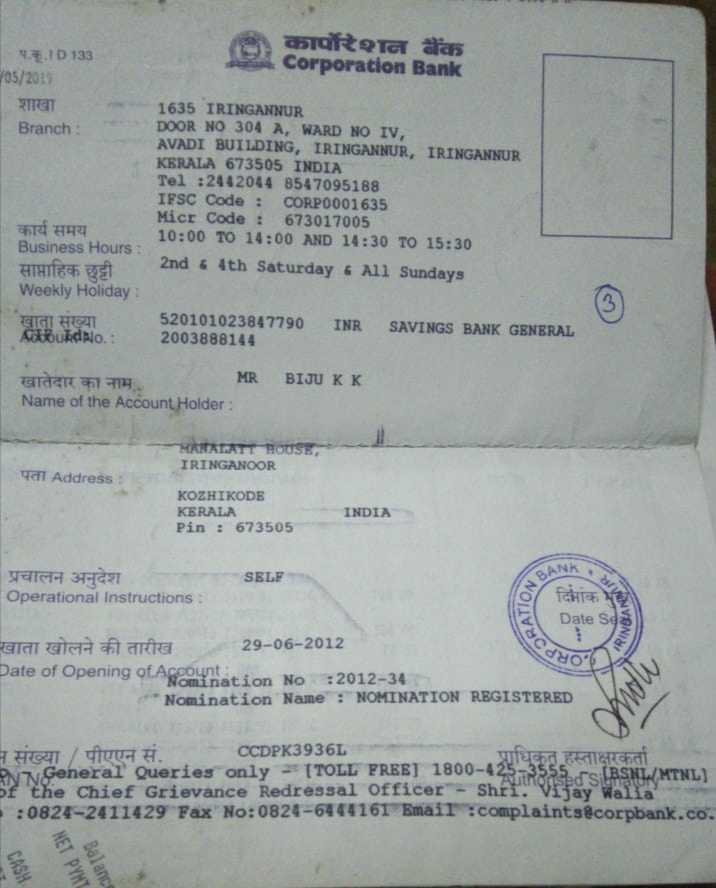 प.कू.I D 133
/05/2019
कार्पोरेशन बैंक
Corporation Bank
शाखा
Branch :
1635 IRINGANNUR
DOOR NO 304 A, WARD NO IV,
AVADI BUILDING, IRINGANNUR, IRINGANNUR
KERALA 673505 INDIA
Tel :2442044 8547095188
IFSC Code : CORP0001635
Micr Code : 673017005
कार्य समय
Business Hours : 10:00 TO 14:00 AND 14:30 TO 15:30
साप्ताहिक छुट्टी
Weekly Holiday : 2nd & 4th Saturday & All Sundays
3
खाता संख्या 520101023847790 INR SAVINGS BANK GENERAL
Account No. : 2003888144
खातेदार का नाम MR BIJU K K
Name of the Account Holder :
MANALATT HOUSE,
IRINGANOOR
पता Address :
KOZHIKODE
KERALA INDIA
Pin : 673505
प्रचालन अनुदेश SELF
Operational Instructions :
CORPORATION BANK
दिनांक
Date
खाता खोलने की तारीख 29-06-2012
Date of Opening of Account :
Nomination No :2012-34
Nomination Name : NOMINATION REGISTERED
संख्या / पीएएन सं. CCDPK3936L
प्राधिकृत हस्ताक्षरकर्ता
Authorised Signatory
General Queries only - [TOLL FREE] 1800-425-3555 - [BSNL/MTNL]
of the Chief Grievance Redressal Officer - Shri. Vijay Walia
:0824-2411429 Fax No:0824-6444161 Email :complaints@corpbank.co.
Balance
NET PYMT
CASH